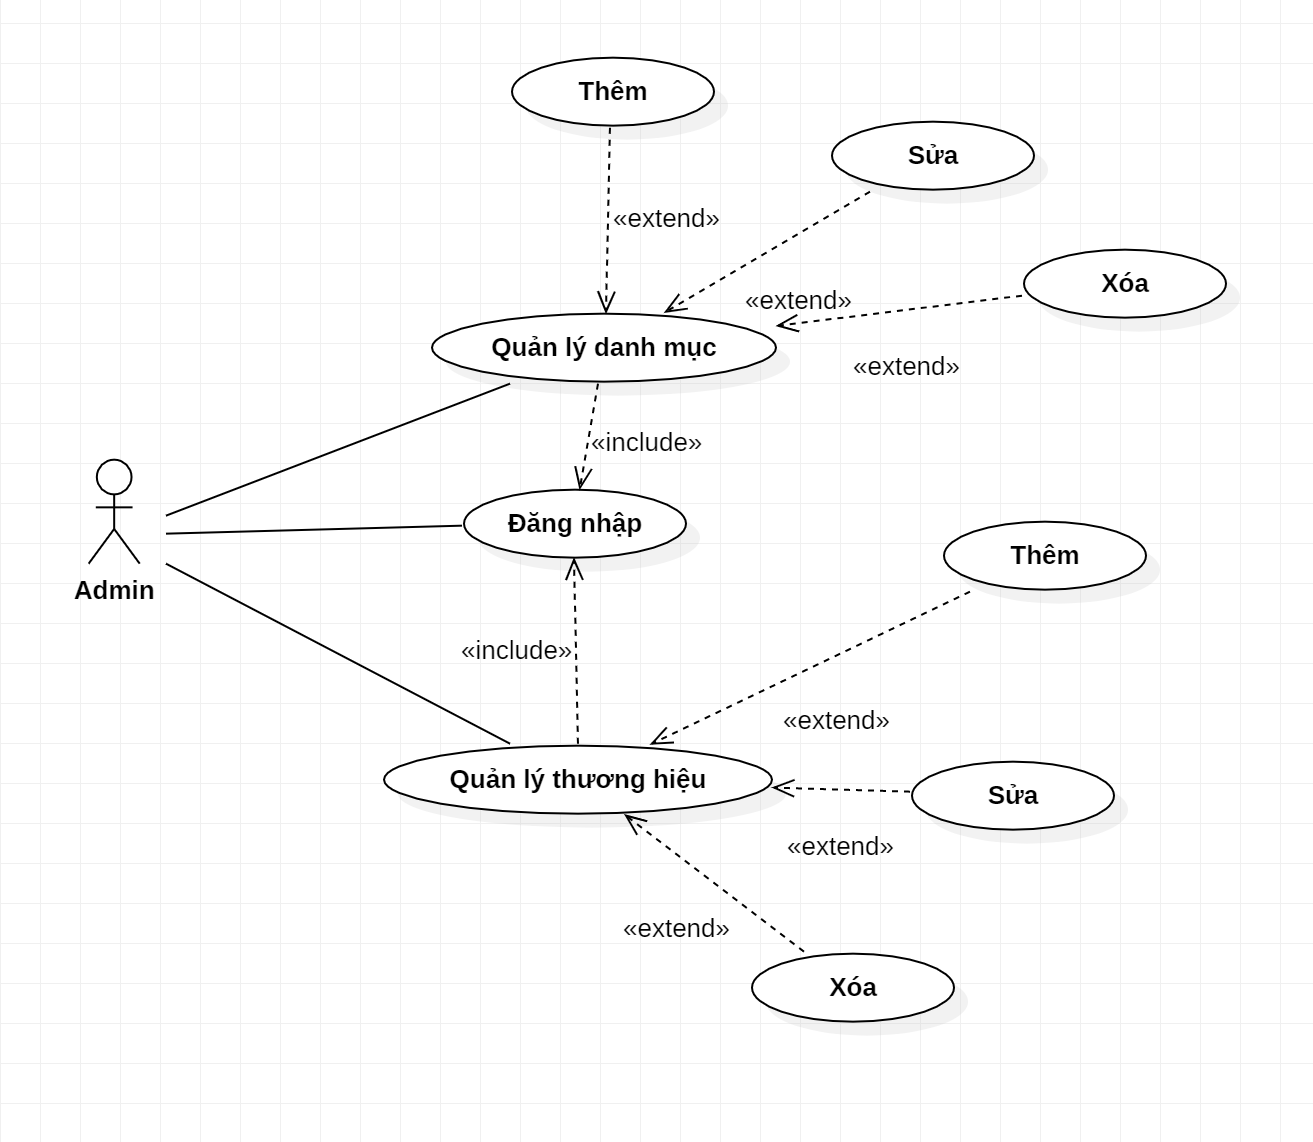 Thêm
Sửa
«extend»
Xóa
«extend»
Quản lý danh mục
«extend»
«include»
Đăng nhập
Thêm
Admin
«include»
«extend»
Quản lý thương hiệu
Sửa
«extend»
«extend»
Xóa